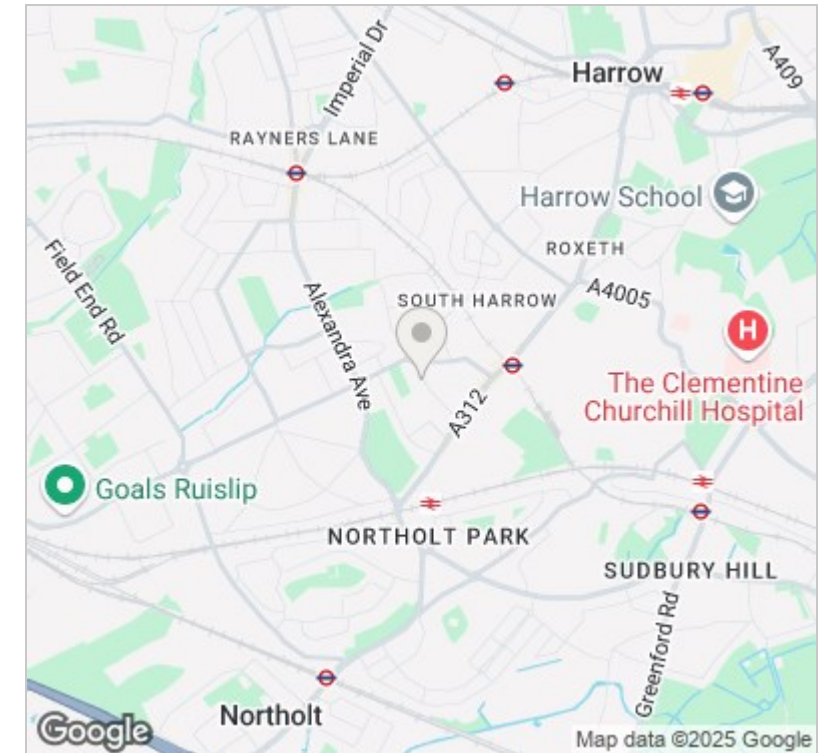 Imperial Dr
Harrow
A409
RAYNERS LANE
Harrow School
ROXETH
Field End Rd
Alexandra Ave
SOUTH HARROW
A4005
H
The Clementine
Churchill Hospital
A312
Goals Ruislip
NORTHOLT PARK
SUDBURY HILL
Greenford Rd
Northolt
Google
Map data ©2025 Google